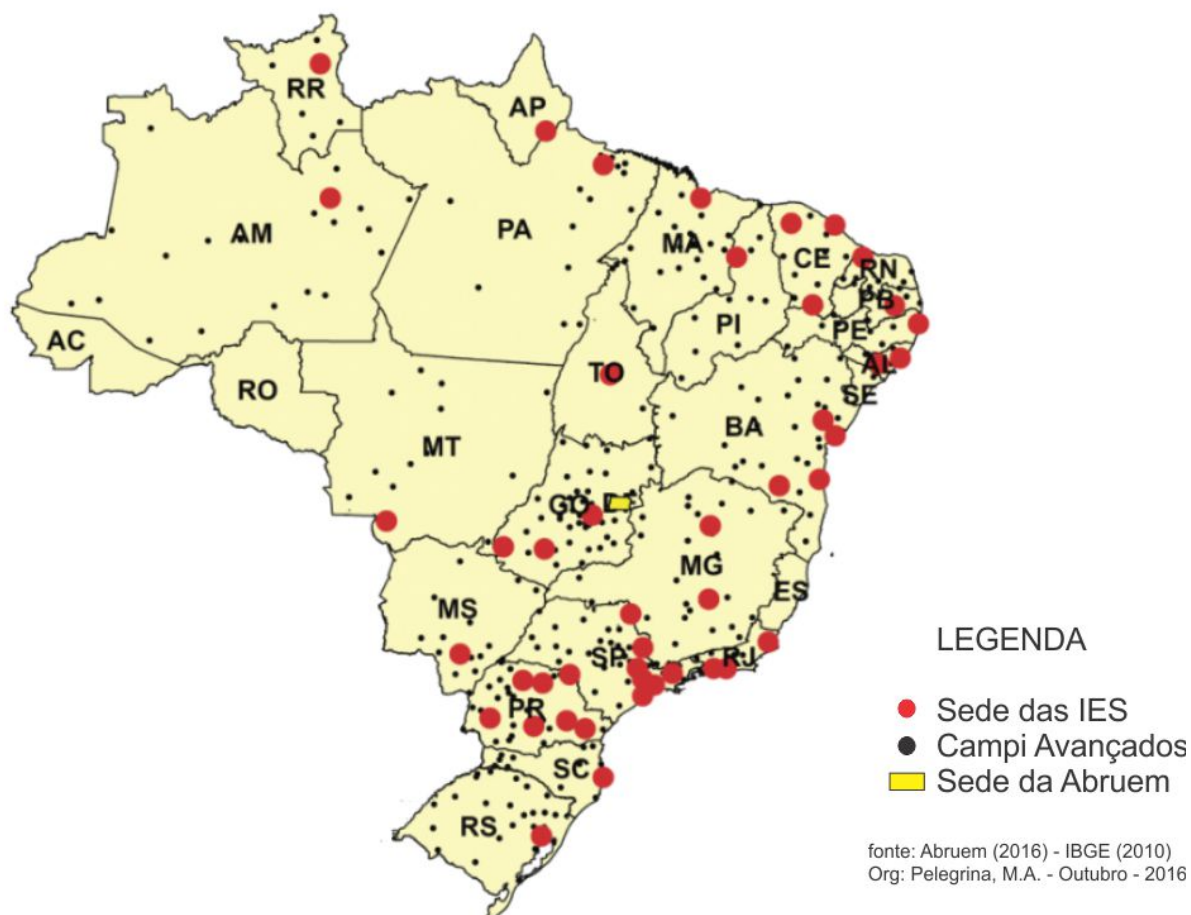 RR
AP
AM
PA
MA
CE
RN
PB
PI
PE
AC
AL
TO
SE
RO
BA
MT
GO
MG
ES
MS
SP
RJ
PR
SC
RS
LEGENDA
Sede das IES
Campi Avançados
Sede da Abruem
fonte: Abruem (2016) - IBGE (2010)
Org: Pelegrina, M.A. - Outubro - 2016